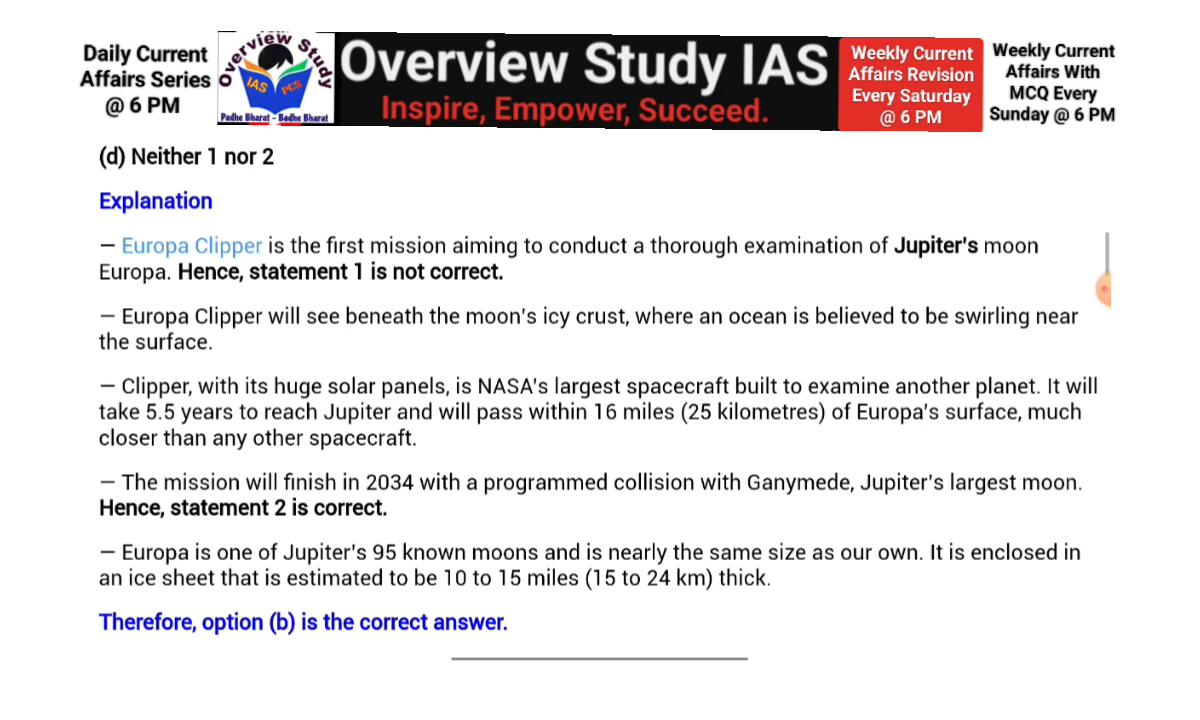 Daily Current
Affairs Series
@ 6 PM
Overview Study
IAS PCS
Padhe Bharat - Badhe Bharat
Overview Study IAS
Inspire, Empower, Succeed.
Weekly Current
Affairs Revision
Every Saturday
@ 6 PM
Weekly Current
Affairs With
MCQ Every
Sunday @ 6 PM
(d) Neither 1 nor 2
Explanation
— Europa Clipper is the first mission aiming to conduct a thorough examination of Jupiter's moon
Europa. Hence, statement 1 is not correct.
— Europa Clipper will see beneath the moon's icy crust, where an ocean is believed to be swirling near
the surface.
— Clipper, with its huge solar panels, is NASA's largest spacecraft built to examine another planet. It will
take 5.5 years to reach Jupiter and will pass within 16 miles (25 kilometres) of Europa's surface, much
closer than any other spacecraft.
— The mission will finish in 2034 with a programmed collision with Ganymede, Jupiter's largest moon.
Hence, statement 2 is correct.
— Europa is one of Jupiter's 95 known moons and is nearly the same size as our own. It is enclosed in
an ice sheet that is estimated to be 10 to 15 miles (15 to 24 km) thick.
Therefore, option (b) is the correct answer.